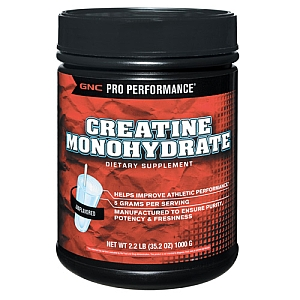 GNC PRO PERFORMANCE®
CREATINE
MONOHYDRATE
DIETARY SUPPLEMENT
UNFLAVORED
HELPS IMPROVE ATHLETIC PERFORMANCE
5 GRAMS PER SERVING
MANUFACTURED TO ENSURE PURITY,
POTENCY & FRESHNESS
NET WT 2.2 LB (35.2 OZ) 1000 G